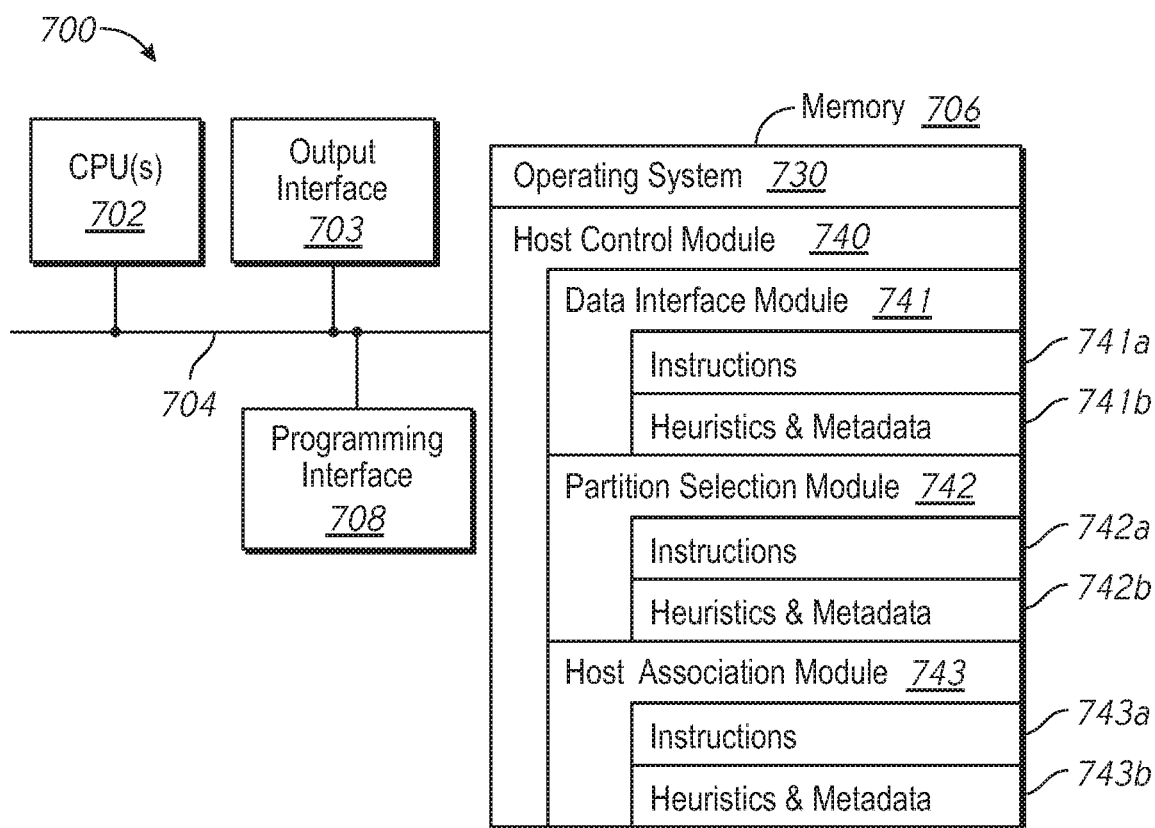 700
Memory 706
CPU(s)
702
Output
Interface
703
Operating System 730
Host Control Module 740
Data Interface Module 741
Instructions
741a
Heuristics & Metadata
741b
704
Programming
Interface
708
Partition Selection Module 742
Instructions
742a
Heuristics & Metadata
742b
Host Association Module 743
Instructions
743a
Heuristics & Metadata
743b